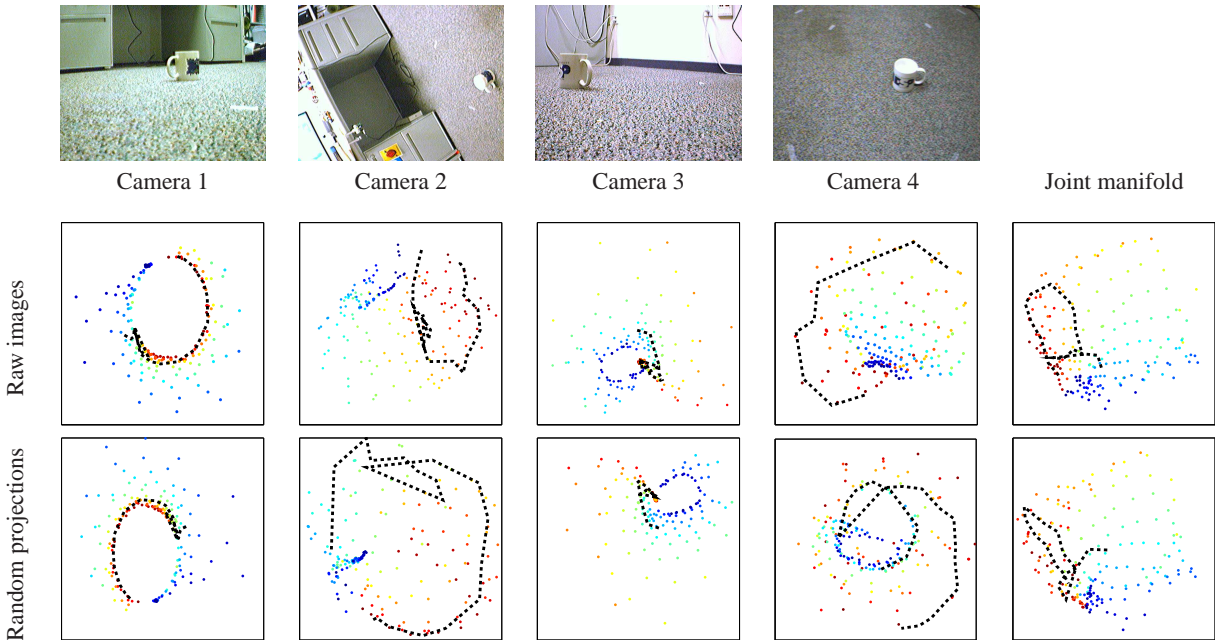 Camera 1
Camera 2
Camera 3
Camera 4
Joint manifold
Raw images
Random projections